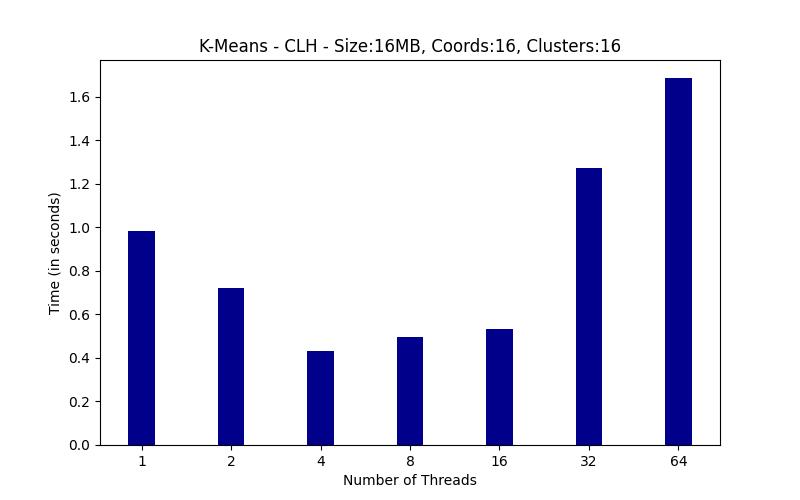 K-Means - CLH - Size:16MB, Coords:16, Clusters:16
Time (in seconds)
1.6
1.4
1.2
1.0
0.8
0.6
0.4
0.2
0.0
1 2 4 8 16 32 64
Number of Threads